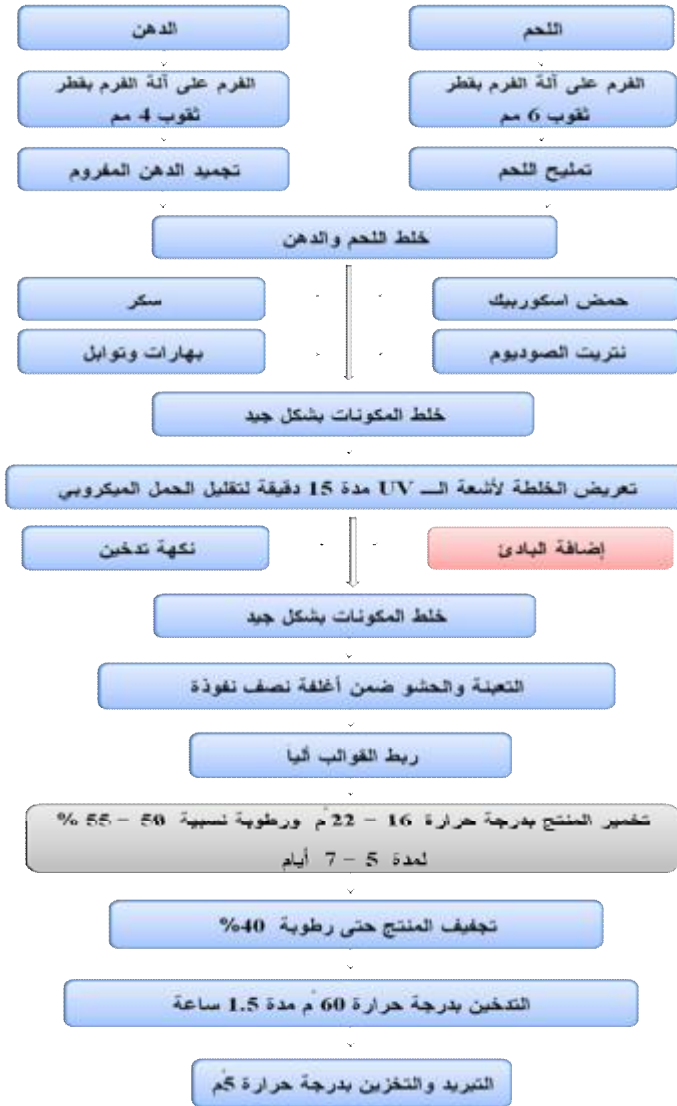 اللحم
الدهن
الفرم على آلة الفرم بقطر
ثقوب 6 مم
الفرم على آلة الفرم بقطر
ثقوب 4 مم
تمليح اللحم
تجميد الدهن المفروم
خلط اللحم والدهن
حمض اسكوربيك
سكر
نتريت الصوديوم
بهارات وتوابل
خلط المكونات بشكل جيد
تعريض الخلطة لأشعة الـــ UV مدة 15 دقيقة لتقليل الحمل الميكروبي
إضافة البادئ
نكهة تدخين
خلط المكونات بشكل جيد
التعبئة والحشو ضمن أغلفة نصف نفوذة
ربط القوالب آلياً
تخمير المنتج بدرجة حرارة 16 – 22 ْم ورطوبة نسبية 50 – 55 %
لمدة 5 – 7 أيام
تجفيف المنتج حتى رطوبة 40%
التدخين بدرجة حرارة 60 ْم مدة 1.5 ساعة
التبريد والتخزين بدرجة حرارة 5ْم